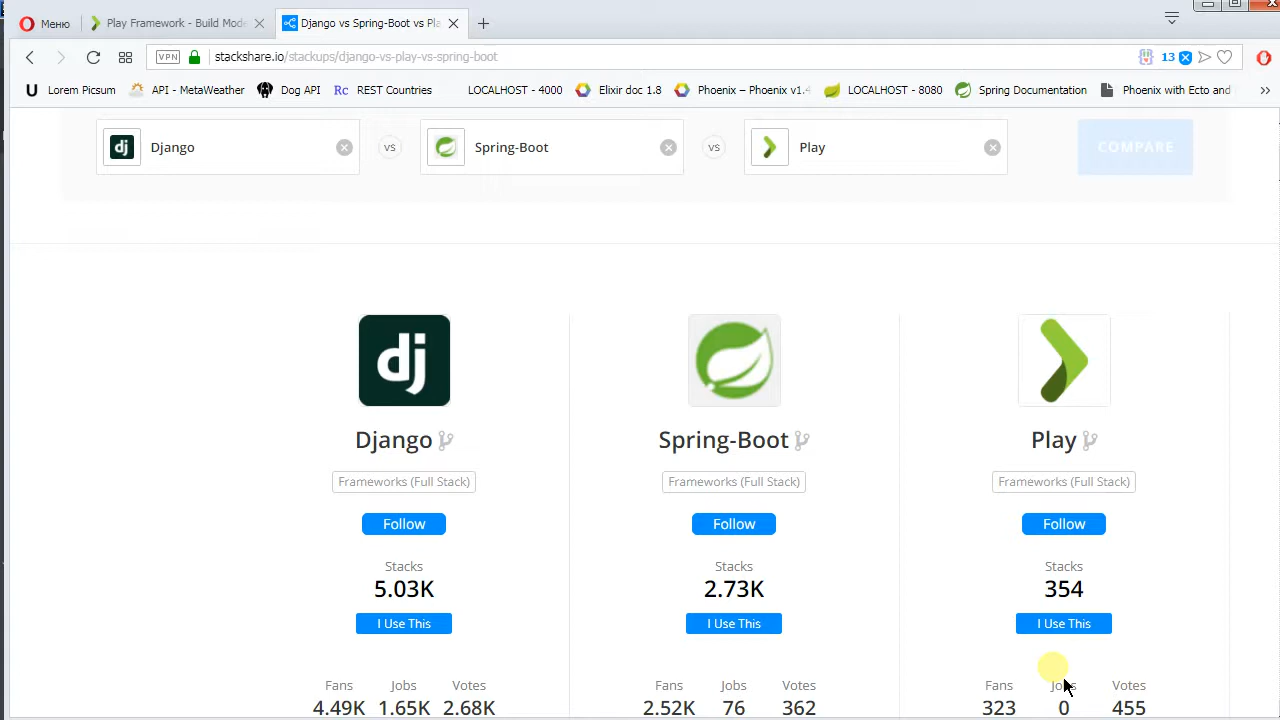 Меню
Play Framework - Build Mode
Django vs Spring-Boot vs Pla
VPN
stackshare.io/stackups/django-vs-play-vs-spring-boot
13
U Lorem Picsum
API - MetaWeather
Dog API
Rc REST Countries
LOCALHOST - 4000
Elixir doc 1.8
Phoenix – Phoenix v1.4
LOCALHOST - 8080
Spring Documentation
Phoenix with Ecto and
»
dj Django
VS
Spring-Boot
VS
Play
COMPARE
dj
Django
Spring-Boot
Play
Frameworks (Full Stack)
Frameworks (Full Stack)
Frameworks (Full Stack)
Follow
Follow
Follow
Stacks
Stacks
Stacks
5.03K
2.73K
354
I Use This
I Use This
I Use This
Fans Jobs Votes
Fans Jobs Votes
Fans Jobs Votes
4.49K 1.65K 2.68K
2.52K 76 362
323 0 455